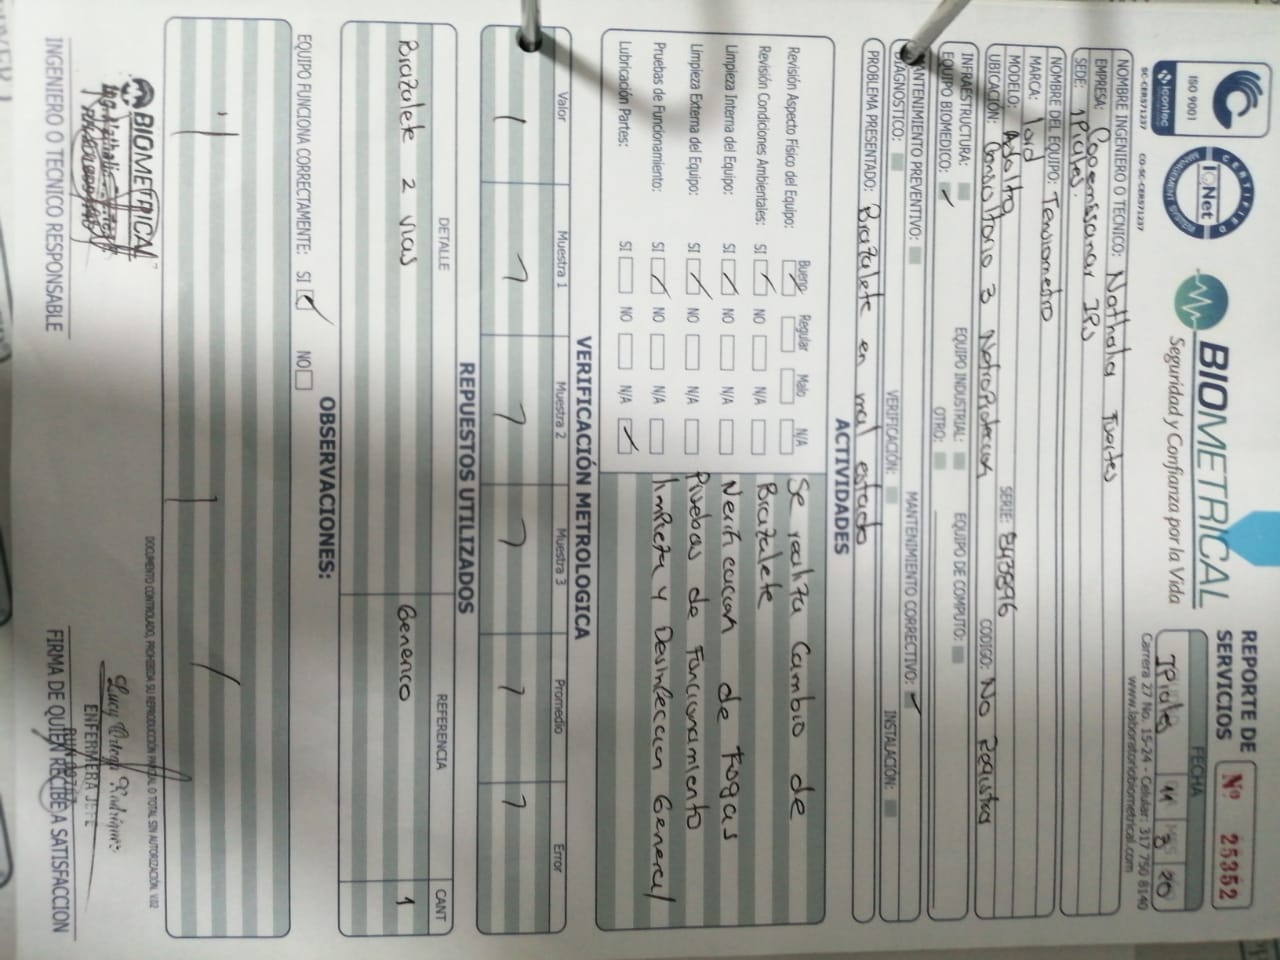 ISO 9001
icontec
SC-CER571237
CERTIFIED
IQNet
MANAGEMENT SYSTEM
CO-SC-CER571237
BIOMETRICAL
Seguridad y Confianza por la Vida
REPORTE DE
SERVICIOS
Nº 25352
FECHA
Ipiales 11 3 20
Carrera 27 No. 15-24 - Celular: 317 750 8140
www.laboratoriobiometrical.com
NOMBRE INGENIERO O TECNICO: Nathalia Fuertes
EMPRESA: Coemssanar IPS
SEDE: Ipiales.
NOMBRE DEL EQUIPO: Tensiometro
MARCA: Lord
MODELO: Adulto SERIE: 843896
UBICACIÓN: Consultorio 3 Nefroproteccion CODIGO: No Registra
INFRAESTRUCTURA: EQUIPO INDUSTRIAL: EQUIPO DE COMPUTO:
EQUIPO BIOMEDICO: ✓ OTRO:
MANTENIMIENTO PREVENTIVO: MANTENIMIENTO CORRECTIVO: ✓
DIAGNOSTICO: VERIFICACIÓN: INSTALACIÓN:
PROBLEMA PRESENTADO: Brazalete en mal estado
ACTIVIDADES
Bueno Regular Malo N/A
Revisión Aspecto Físico del Equipo:
Revisión Condiciones Ambientales: SI NO N/A
Limpieza Interna del Equipo: SI NO N/A
Limpieza Externa del Equipo: SI NO N/A
Pruebas de Funcionamiento: SI NO N/A
Lubricación Partes: SI NO N/A
Se realiza Cambio de
Brazalete
Verificacion de Fogas
Pruebas de Funcionamiento
limpieza y Desinfeccion General
VERIFICACIÓN METROLOGICA
Valor Muestra 1 Muestra 2 Muestra 3 Promedio Error
REPUESTOS UTILIZADOS
DETALLE REFERENCIA CANT
Brazalete 2 vias Generico 1
OBSERVACIONES:
EQUIPO FUNCIONA CORRECTAMENTE: SI ✓ NO
DOCUMENTO CONTROLADO, PROHIBIDA SU REPRODUCCIÓN PARCIAL O TOTAL SIN AUTORIZACIÓN. V.02
BIOMETRICAL
Ing. Nathalia
INGENIERO O TECNICO RESPONSABLE
Lucy Ortega Rodriguez
ENFERMERA JEFE
FIRMA DE QUIEN RECIBE A SATISFACCION